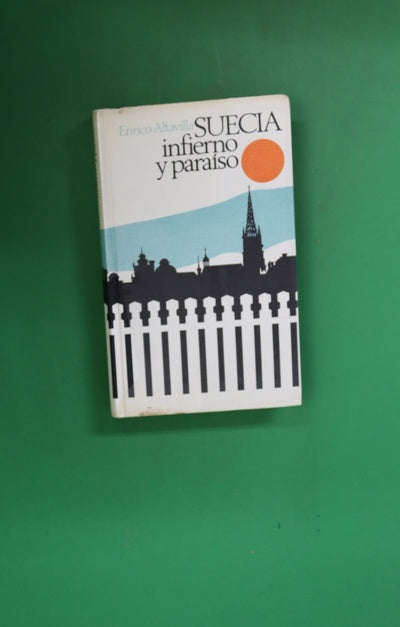 Enrico Altavilla SUECIA
infierno
y paraíso